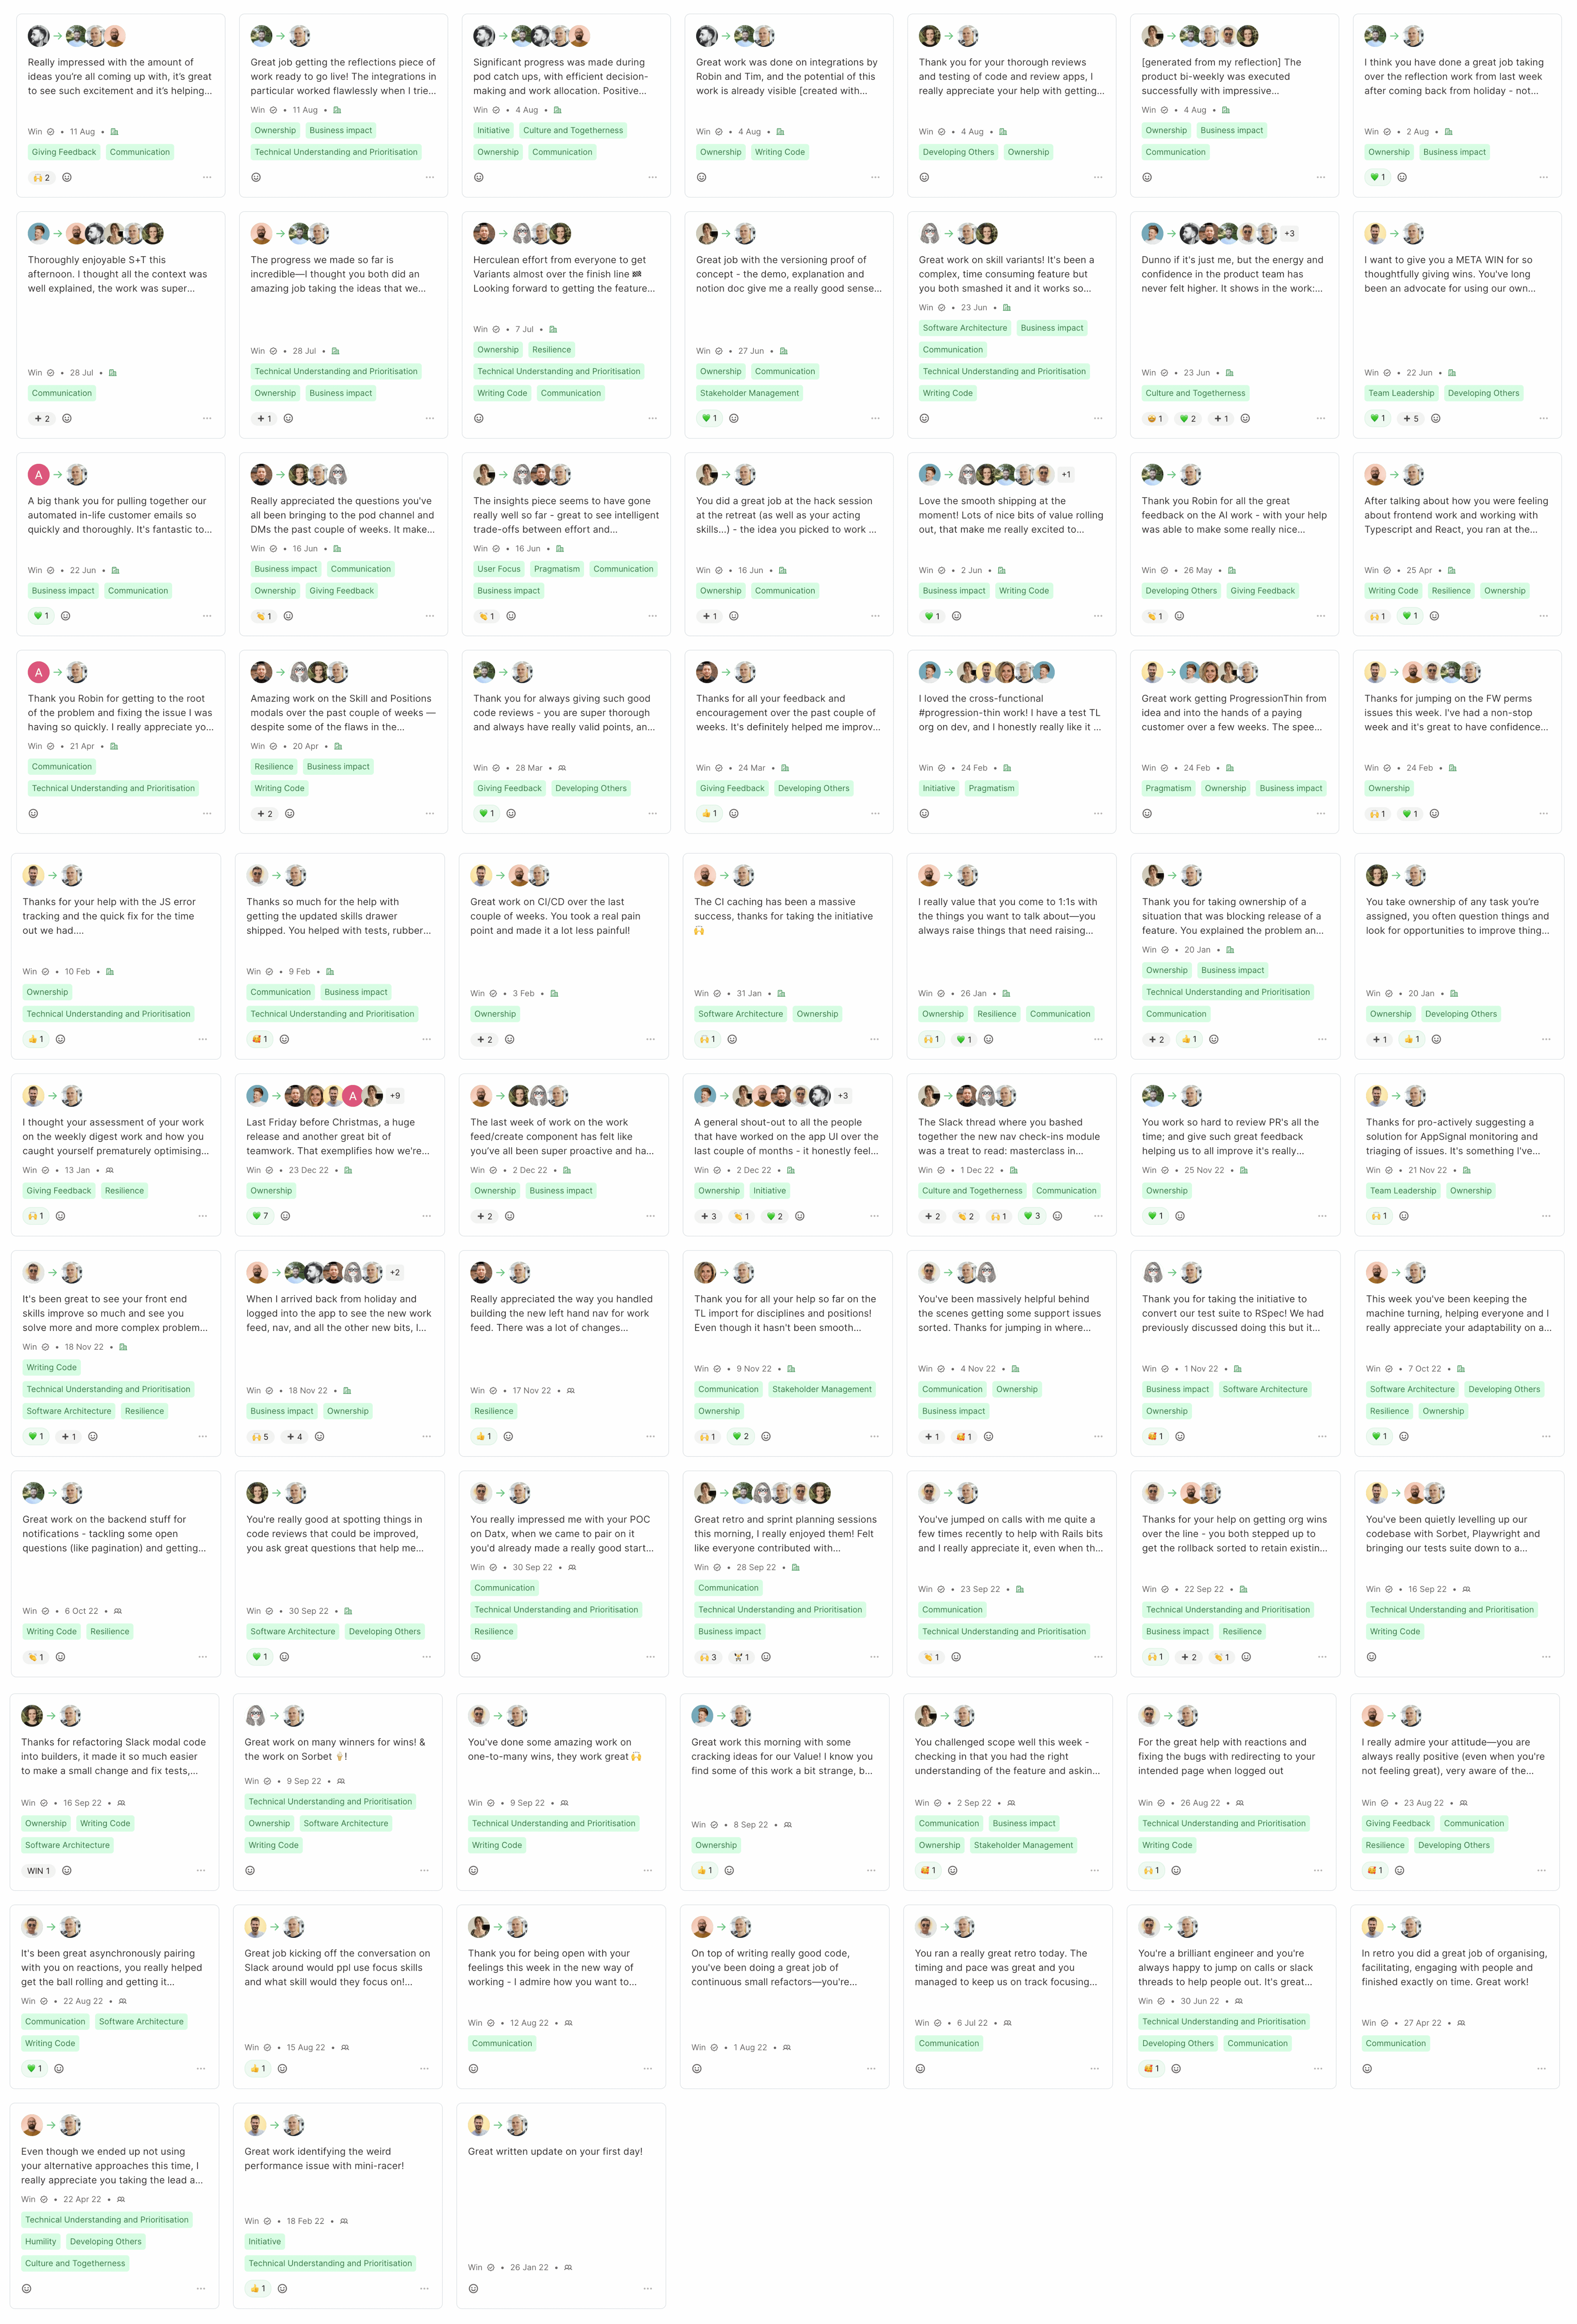 Really impressed with the amount of
ideas you're all coming up with, it's great
to see such excitement and it's helping...
Win • 11 Aug •
Giving Feedback Communication
2
Great job getting the reflections piece of
work ready to go live! The integrations in
particular worked flawlessly when I trie...
Win • 11 Aug •
Ownership Business impact
Technical Understanding and Prioritisation
Significant progress was made during
pod catch ups, with efficient decision-
making and work allocation. Positive...
Win • 4 Aug •
Initiative Culture and Togetherness
Ownership Communication
Great work was done on integrations by
Robin and Tim, and the potential of this
work is already visible [created with...
Win • 4 Aug •
Ownership Writing Code
Thank you for your thorough reviews
and testing of code and review apps, I
really appreciate your help with getting...
Win • 4 Aug •
Developing Others Ownership
[generated from my reflection] The
product bi-weekly was executed
successfully with impressive...
Win • 4 Aug •
Ownership Business impact
Communication
I think you have done a great job taking
over the reflection work from last week
after coming back from holiday - not...
Win • 2 Aug •
Ownership Business impact
1
Thoroughly enjoyable S+T this
afternoon. I thought all the context was
well explained, the work was super...
Win • 28 Jul •
Communication
+ 2
The progress we made so far is
incredible—I thought you both did an
amazing job taking the ideas that we...
Win • 28 Jul •
Technical Understanding and Prioritisation
Ownership Business impact
+ 1
Herculean effort from everyone to get
Variants almost over the finish line 🏁
Looking forward to getting the feature...
Win • 7 Jul •
Ownership Resilience
Technical Understanding and Prioritisation
Writing Code Communication
Great job with the versioning proof of
concept - the demo, explanation and
notion doc give me a really good sense...
Win • 27 Jun •
Ownership Communication
Stakeholder Management
1
Great work on skill variants! It's been a
complex, time consuming feature but
you both smashed it and it works so...
Win • 23 Jun •
Software Architecture Business impact
Communication
Technical Understanding and Prioritisation
Writing Code
+3
Dunno if it's just me, but the energy and
confidence in the product team has
never felt higher. It shows in the work:...
Win • 23 Jun •
Culture and Togetherness
1 2 + 1
I want to give you a META WIN for so
thoughtfully giving wins. You've long
been an advocate for using our own...
Win • 22 Jun •
Team Leadership Developing Others
1 + 5
A
A big thank you for pulling together our
automated in-life customer emails so
quickly and thoroughly. It's fantastic to...
Win • 22 Jun •
Business impact Communication
1
Really appreciated the questions you've
all been bringing to the pod channel and
DMs the past couple of weeks. It make...
Win • 16 Jun •
Business impact Communication
Ownership Giving Feedback
1
The insights piece seems to have gone
really well so far - great to see intelligent
trade-offs between effort and...
Win • 16 Jun •
User Focus Pragmatism Communication
Business impact
1
You did a great job at the hack session
at the retreat (as well as your acting
skills...) - the idea you picked to work ...
Win • 16 Jun •
Ownership Communication
+ 1
+1
Love the smooth shipping at the
moment! Lots of nice bits of value rolling
out, that make me really excited to...
Win • 2 Jun •
Business impact Writing Code
1
Thank you Robin for all the great
feedback on the AI work - with your help
was able to make some really nice...
Win • 26 May •
Developing Others Giving Feedback
1
After talking about how you were feeling
about frontend work and working with
Typescript and React, you ran at the...
Win • 25 Apr •
Writing Code Resilience Ownership
1 1
A
Thank you Robin for getting to the root
of the problem and fixing the issue I was
having so quickly. I really appreciate yo...
Win • 21 Apr •
Communication
Technical Understanding and Prioritisation
Amazing work on the Skill and Positions
modals over the past couple of weeks —
despite some of the flaws in the...
Win • 20 Apr •
Resilience Business impact
Writing Code
+ 2
Thank you for always giving such good
code reviews - you are super thorough
and always have really valid points, an...
Win • 28 Mar •
Giving Feedback Developing Others
1
Thanks for all your feedback and
encouragement over the past couple of
weeks. It's definitely helped me improv...
Win • 24 Mar •
Giving Feedback Developing Others
1
I loved the cross-functional
#progression-thin work! I have a test TL
org on dev, and I honestly really like it ...
Win • 24 Feb •
Initiative Pragmatism
Great work getting ProgressionThin from
idea and into the hands of a paying
customer over a few weeks. The spee...
Win • 24 Feb •
Pragmatism Ownership Business impact
Thanks for jumping on the FW perms
issues this week. I've had a non-stop
week and it's great to have confidence...
Win • 24 Feb •
Ownership
1 1
Thanks for your help with the JS error
tracking and the quick fix for the time
out we had....
Win • 10 Feb •
Ownership
Technical Understanding and Prioritisation
1
Thanks so much for the help with
getting the updated skills drawer
shipped. You helped with tests, rubber...
Win • 9 Feb •
Communication Business impact
Technical Understanding and Prioritisation
1
Great work on CI/CD over the last
couple of weeks. You took a real pain
point and made it a lot less painful!
Win • 3 Feb •
Ownership
+ 2
The CI caching has been a massive
success, thanks for taking the initiative
🙌
Win • 31 Jan •
Software Architecture Ownership
1
I really value that you come to 1:1s with
the things you want to talk about—you
always raise things that need raising...
Win • 26 Jan •
Ownership Resilience Communication
1 1
Thank you for taking ownership of a
situation that was blocking release of a
feature. You explained the problem an...
Win • 20 Jan •
Ownership Business impact
Technical Understanding and Prioritisation
Communication
+ 2 1
You take ownership of any task you're
assigned, you often question things and
look for opportunities to improve thing...
Win • 20 Jan •
Ownership Developing Others
+ 1 1
I thought your assessment of your work
on the weekly digest work and how you
caught yourself prematurely optimising...
Win • 13 Jan •
Giving Feedback Resilience
1
A +9
Last Friday before Christmas, a huge
release and another great bit of
teamwork. That exemplifies how we're...
Win • 23 Dec 22 •
Ownership
7
The last week of work on the work
feed/create component has felt like
you've all been super proactive and ha...
Win • 2 Dec 22 •
Ownership Business impact
+ 2
+3
A general shout-out to all the people
that have worked on the app UI over the
last couple of months - it honestly feel...
Win • 2 Dec 22 •
Ownership Initiative
+ 3 1 2
The Slack thread where you bashed
together the new nav check-ins module
was a treat to read: masterclass in...
Win • 1 Dec 22 •
Culture and Togetherness Communication
+ 2 2 1 3
You work so hard to review PR's all the
time; and give such great feedback
helping us to all improve it's really...
Win • 25 Nov 22 •
Ownership
1
Thanks for pro-actively suggesting a
solution for AppSignal monitoring and
triaging of issues. It's something I've...
Win • 21 Nov 22 •
Team Leadership Ownership
1
It's been great to see your front end
skills improve so much and see you
solve more and more complex problem...
Win • 18 Nov 22 •
Writing Code
Technical Understanding and Prioritisation
Software Architecture Resilience
1 + 1
+2
When I arrived back from holiday and
logged into the app to see the new work
feed, nav, and all the other new bits, I...
Win • 18 Nov 22 •
Business impact Ownership
5 + 4
Really appreciated the way you handled
building the new left hand nav for work
feed. There was a lot of changes...
Win • 17 Nov 22 •
Resilience
1
Thank you for all your help so far on the
TL import for disciplines and positions!
Even though it hasn't been smooth...
Win • 9 Nov 22 •
Communication Stakeholder Management
Ownership
1 2
You've been massively helpful behind
the scenes getting some support issues
sorted. Thanks for jumping in where...
Win • 4 Nov 22 •
Communication Ownership
Business impact
+ 1 1
Thank you for taking the initiative to
convert our test suite to RSpec! We had
previously discussed doing this but it...
Win • 1 Nov 22 •
Business impact Software Architecture
Ownership
1
This week you've been keeping the
machine turning, helping everyone and I
really appreciate your adaptability on a...
Win • 7 Oct 22 •
Software Architecture Developing Others
Resilience Ownership
1
Great work on the backend stuff for
notifications - tackling some open
questions (like pagination) and getting...
Win • 6 Oct 22 •
Writing Code Resilience
1
You're really good at spotting things in
code reviews that could be improved,
you ask great questions that help me...
Win • 30 Sep 22 •
Software Architecture Developing Others
1
You really impressed me with your POC
on Datx, when we came to pair on it
you'd already made a really good start...
Win • 30 Sep 22 •
Communication
Technical Understanding and Prioritisation
Resilience
Great retro and sprint planning sessions
this morning, I really enjoyed them! Felt
like everyone contributed with...
Win • 28 Sep 22 •
Communication
Technical Understanding and Prioritisation
Business impact
3 1
You've jumped on calls with me quite a
few times recently to help with Rails bits
and I really appreciate it, even when th...
Win • 23 Sep 22 •
Communication
Technical Understanding and Prioritisation
1
Thanks for your help on getting org wins
over the line - you both stepped up to
get the rollback sorted to retain existin...
Win • 22 Sep 22 •
Technical Understanding and Prioritisation
Business impact Resilience
1 + 2 1
You've been quietly levelling up our
codebase with Sorbet, Playwright and
bringing our tests suite down to a...
Win • 16 Sep 22 •
Technical Understanding and Prioritisation
Writing Code
Thanks for refactoring Slack modal code
into builders, it made it so much easier
to make a small change and fix tests,...
Win • 16 Sep 22 •
Ownership Writing Code
Software Architecture
WIN 1
Great work on many winners for wins! &
the work on Sorbet 🍦!
Win • 9 Sep 22 •
Technical Understanding and Prioritisation
Ownership Software Architecture
Writing Code
You've done some amazing work on
one-to-many wins, they work great 🙌
Win • 9 Sep 22 •
Technical Understanding and Prioritisation
Writing Code
Great work this morning with some
cracking ideas for our Value! I know you
find some of this work a bit strange, b...
Win • 8 Sep 22 •
Ownership
1
You challenged scope well this week -
checking in that you had the right
understanding of the feature and askin...
Win • 2 Sep 22 •
Communication Business impact
Ownership Stakeholder Management
1
For the great help with reactions and
fixing the bugs with redirecting to your
intended page when logged out
Win • 26 Aug 22 •
Technical Understanding and Prioritisation
Writing Code
1
I really admire your attitude—you are
always really positive (even when you're
not feeling great), very aware of the...
Win • 23 Aug 22 •
Giving Feedback Communication
Resilience Developing Others
1
It's been great asynchronously pairing
with you on reactions, you really helped
get the ball rolling and getting it...
Win • 22 Aug 22 •
Communication Software Architecture
Writing Code
1
Great job kicking off the conversation on
Slack around would ppl use focus skills
and what skill would they focus on!...
Win • 15 Aug 22 •
1
Thank you for being open with your
feelings this week in the new way of
working - I admire how you want to...
Win • 12 Aug 22 •
Communication
On top of writing really good code,
you've been doing a great job of
continuous small refactors—you're...
Win • 1 Aug 22 •
You ran a really great retro today. The
timing and pace was great and you
managed to keep us on track focusing...
Win • 6 Jul 22 •
Communication
You're a brilliant engineer and you're
always happy to jump on calls or slack
threads to help people out. It's great...
Win • 30 Jun 22 •
Technical Understanding and Prioritisation
Developing Others Communication
1
In retro you did a great job of organising,
facilitating, engaging with people and
finished exactly on time. Great work!
Win • 27 Apr 22 •
Communication
Even though we ended up not using
your alternative approaches this time, I
really appreciate you taking the lead a...
Win • 22 Apr 22 •
Technical Understanding and Prioritisation
Humility Developing Others
Culture and Togetherness
Great work identifying the weird
performance issue with mini-racer!
Win • 18 Feb 22 •
Initiative
Technical Understanding and Prioritisation
1
Great written update on your first day!
Win • 26 Jan 22 •